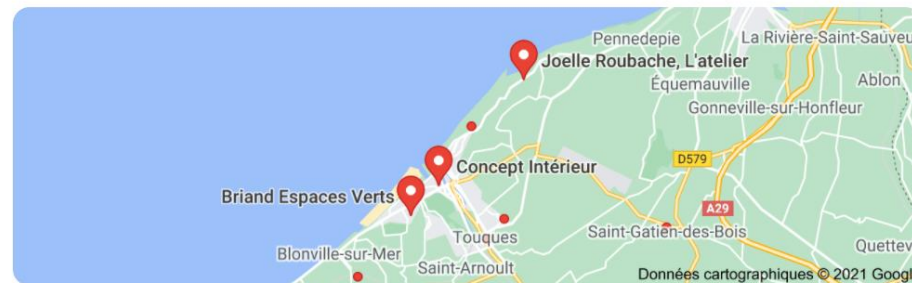 Pennedepie
La Rivière-Saint-Sauveu
Joelle Roubache, L'atelier
Équemauville
Ablon
Gonneville-sur-Honfleur
D579
Concept Intérieur
Briand Espaces Verts
A29
Touques
Saint-Gatien-des-Bois
Blonville-sur-Mer
Quettev
Saint-Arnoult
Données cartographiques © 2021 Googl